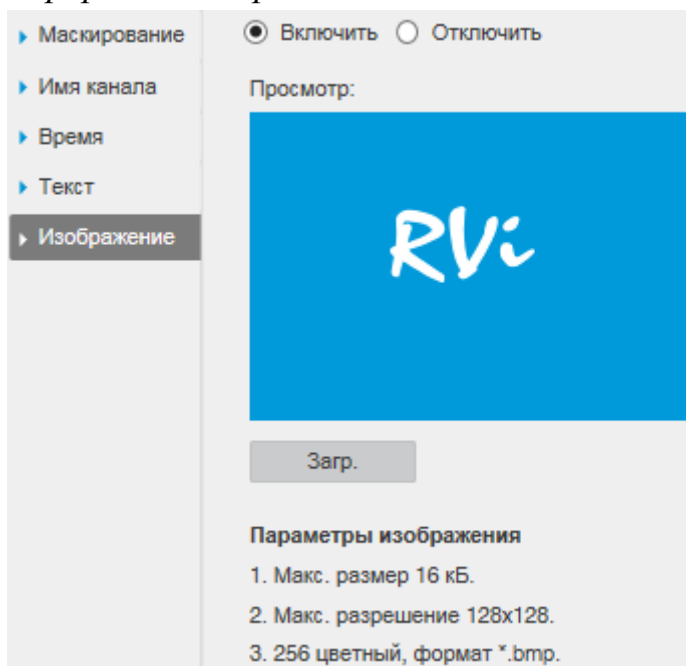 Маскирование
Имя канала
Время
Текст
Изображение
Включить Отключить
Просмотр:
RVi
Загр.
Параметры изображения
1. Макс. размер 16 кБ.
2. Макс. разрешение 128x128.
3. 256 цветный, формат *.bmp.